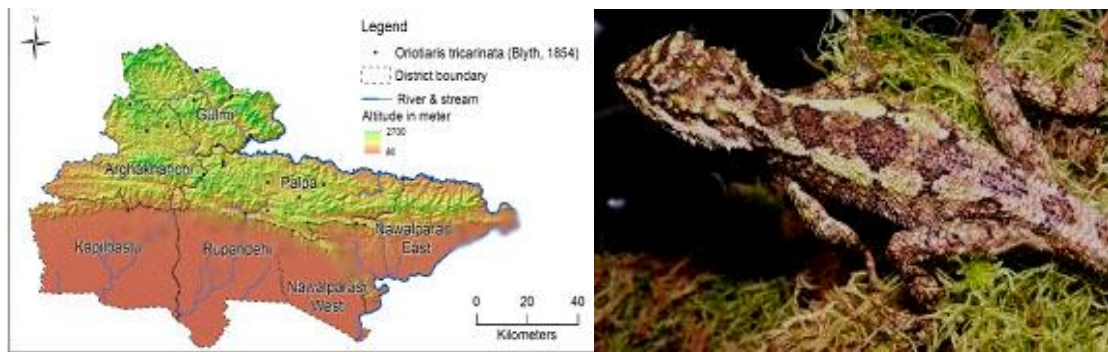 N
Legend
Oriotiaris tricarinata (Blyth, 1854)
District boundary
River & stream
Altitude in meter
2700
Gulmi
Arghakhanchi
Palpa
Kapilbastu
Rupandehi
Nawalparasi
East
Nawalparasi
West
0 20 40
Kilometers